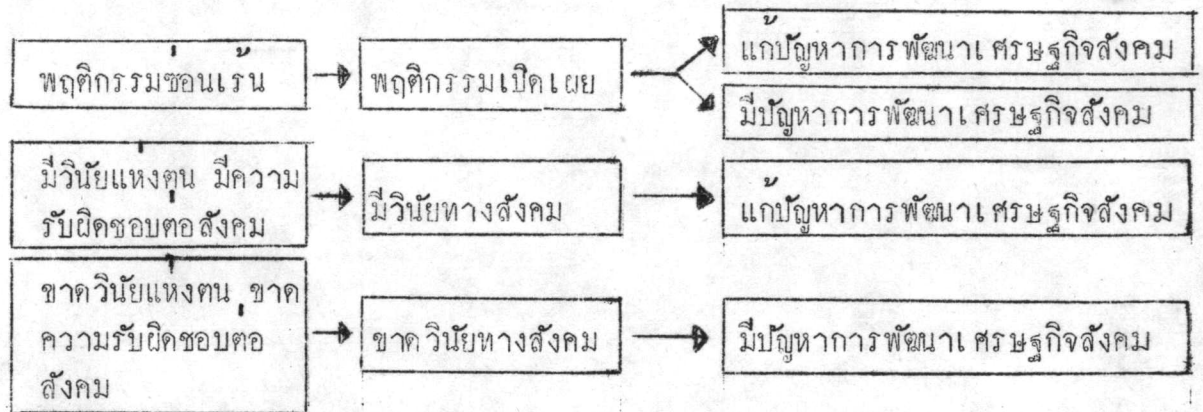 พฤติกรรมซ่อนเร้น
พฤติกรรมเปิดเผย
แก้ปัญหาการพัฒนาเศรษฐกิจสังคม
มีปัญหาการพัฒนาเศรษฐกิจสังคม
มีวินัยแห่งตน มีความ
รับผิดชอบต่อสังคม
มีวินัยทางสังคม
แก้ปัญหาการพัฒนาเศรษฐกิจสังคม
ขาดวินัยแห่งตน ขาด
ความรับผิดชอบต่อ
สังคม
ขาดวินัยทางสังคม
มีปัญหาการพัฒนาเศรษฐกิจสังคม